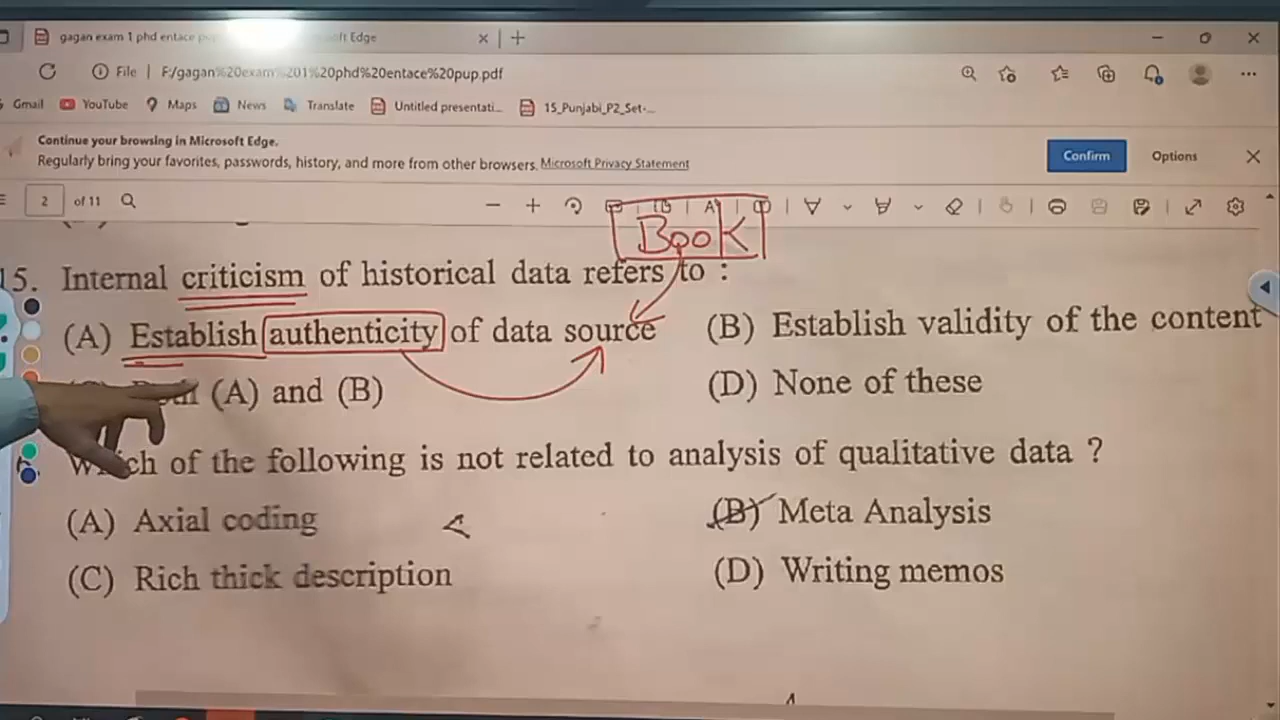 gagan exam 1 phd entace pup soft Edge
File F:/gagan%20exam%201%20phd%20entace%20pup.pdf
Gmail YouTube Maps News Translate Untitled presentati... 15_Punjabi_P2_Set-...
Continue your browsing in Microsoft Edge.
Regularly bring your favorites, passwords, history, and more from other browsers. Microsoft Privacy Statement
Confirm Options
2 of 11
Book
15. Internal criticism of historical data refers to :
(A) Establish authenticity of data source (B) Establish validity of the content
(A) and (B) (D) None of these
Which of the following is not related to analysis of qualitative data ?
(A) Axial coding (B) Meta Analysis
(C) Rich thick description (D) Writing memos